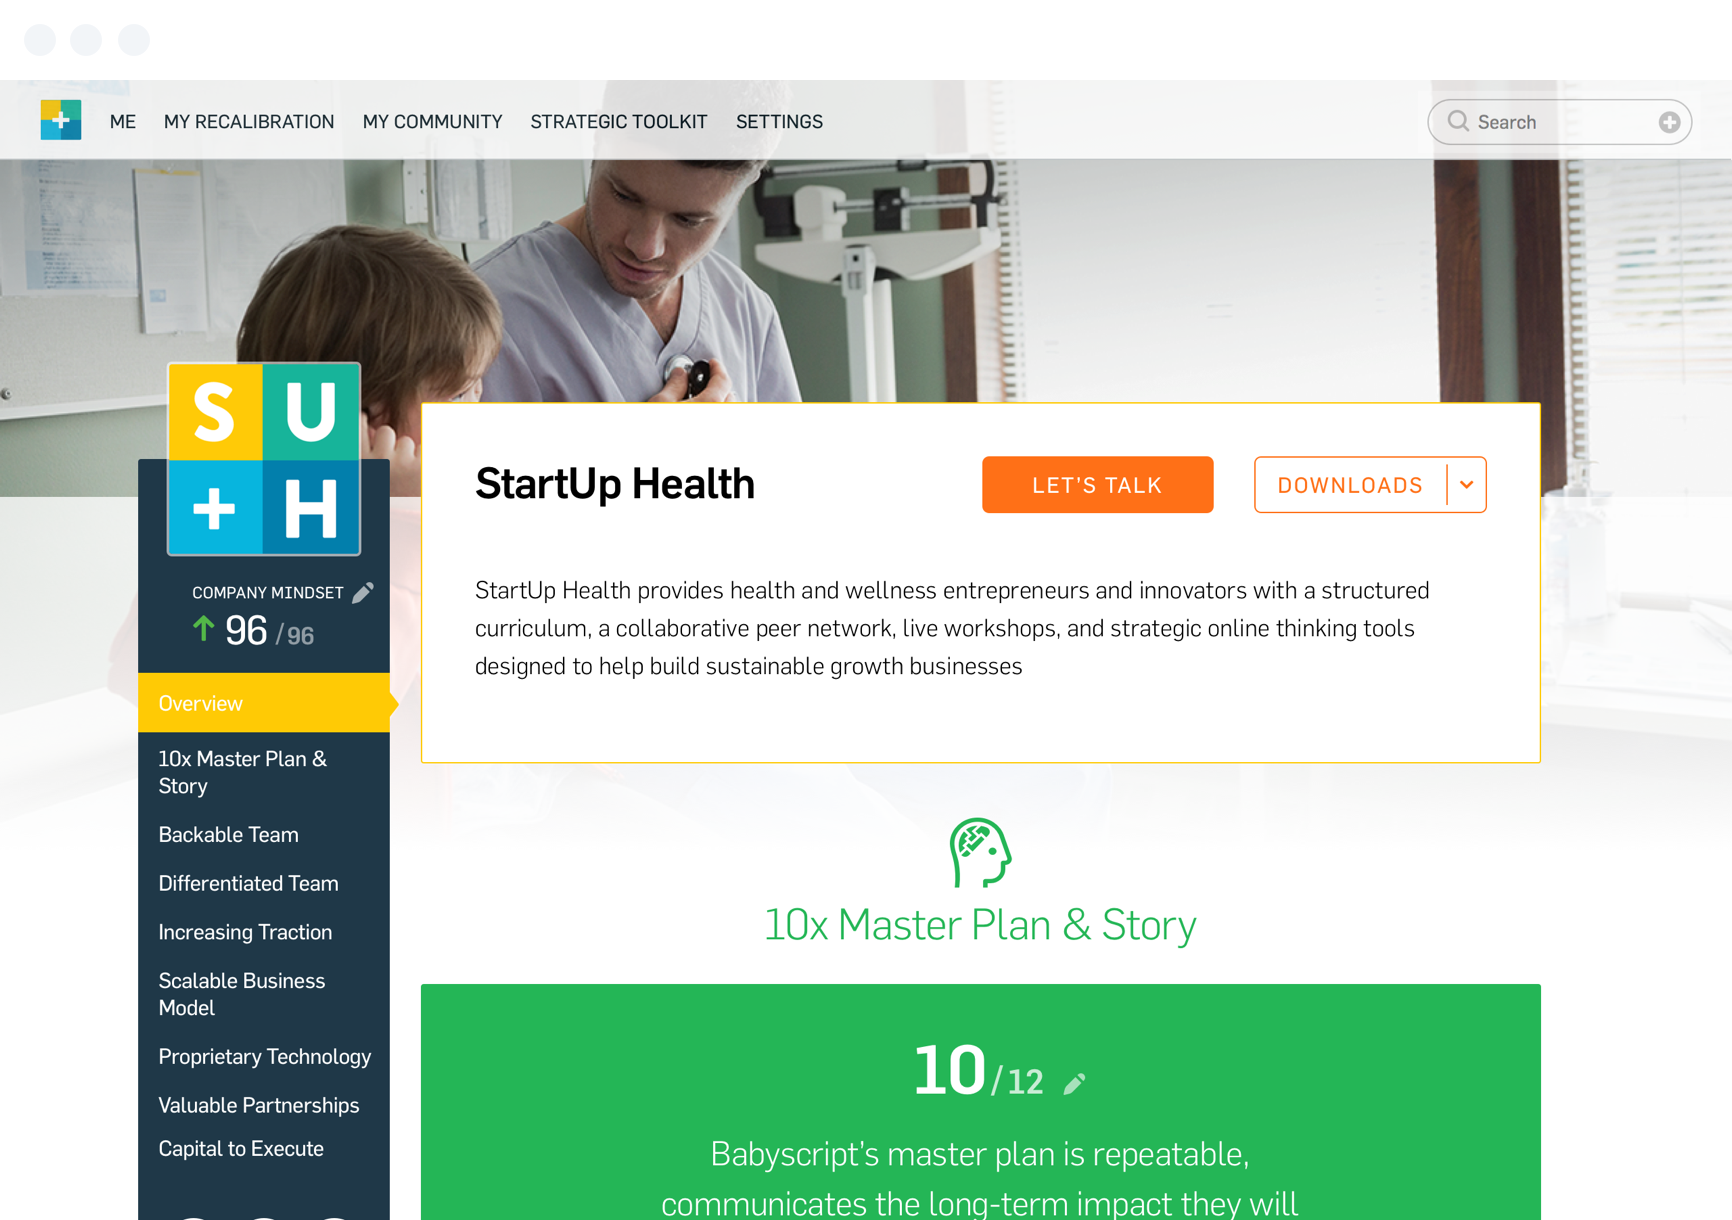 ME MY RECALIBRATION MY COMMUNITY STRATEGIC TOOLKIT SETTINGS
Search
S U
+ H
COMPANY MINDSET
96 / 96
Overview
10x Master Plan &
Story
Backable Team
Differentiated Team
Increasing Traction
Scalable Business
Model
Proprietary Technology
Valuable Partnerships
Capital to Execute
StartUp Health
LET’S TALK
DOWNLOADS
StartUp Health provides health and wellness entrepreneurs and innovators with a structured
curriculum, a collaborative peer network, live workshops, and strategic online thinking tools
designed to help build sustainable growth businesses
10x Master Plan & Story
10/12
Babyscript’s master plan is repeatable,
communicates the long-term impact they will